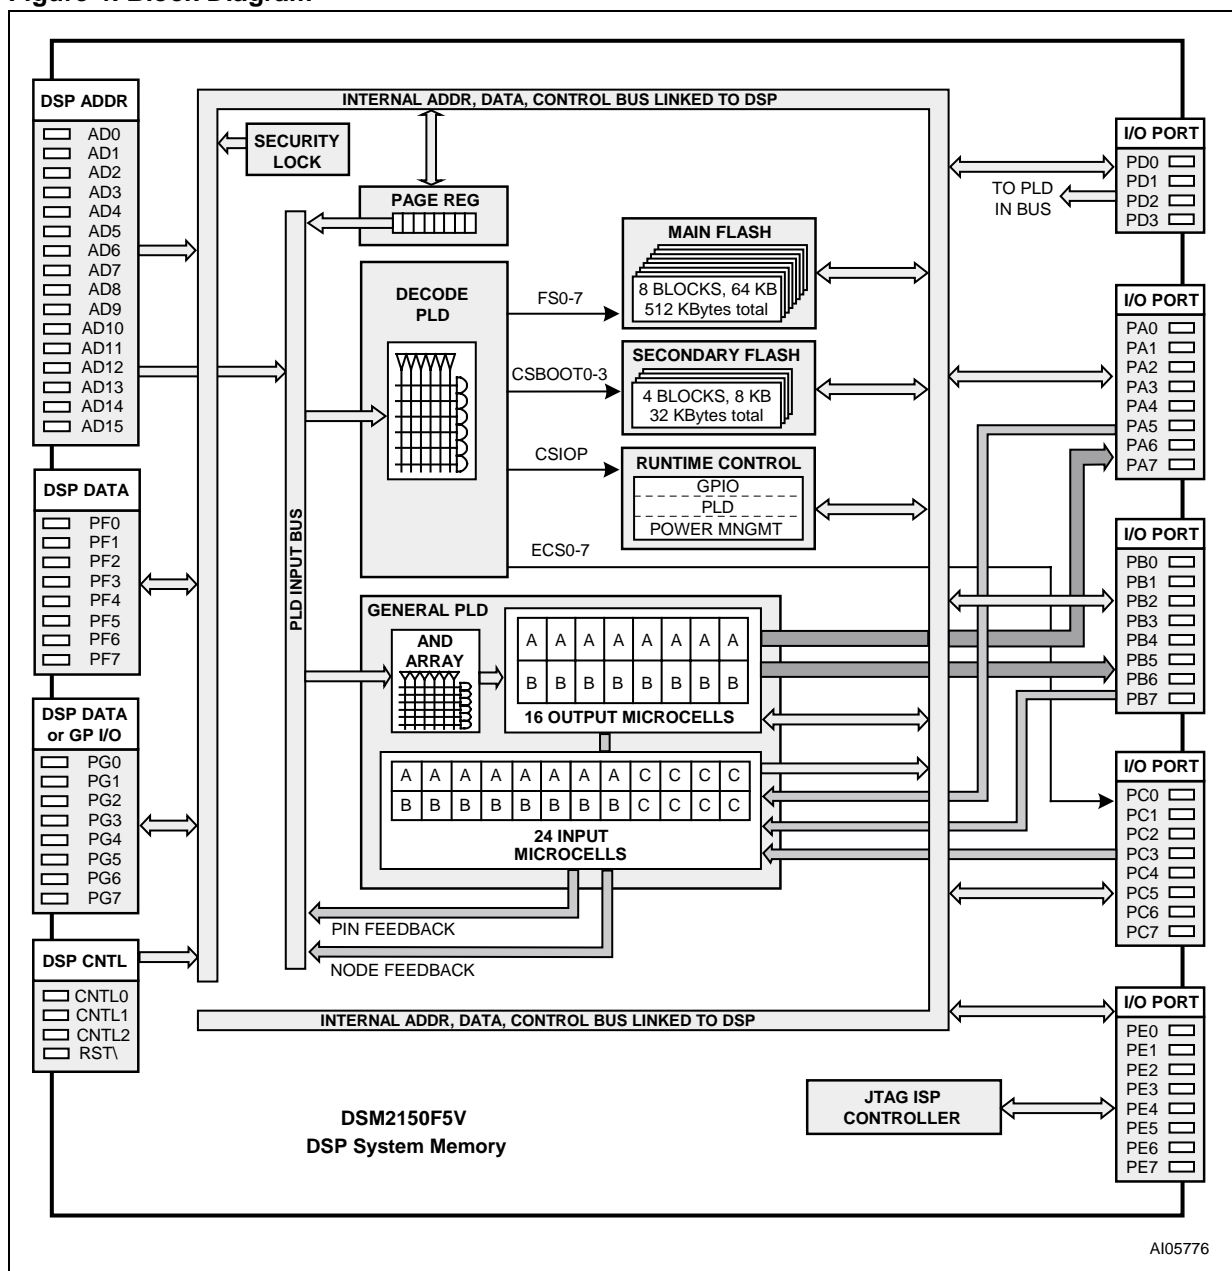 DSP ADDR
AD0
AD1
AD2
AD3
AD4
AD5
AD6
AD7
AD8
AD9
AD10
AD11
AD12
AD13
AD14
AD15
DSP DATA
PF0
PF1
PF2
PF3
PF4
PF5
PF6
PF7
DSP DATA
or GP I/O
PG0
PG1
PG2
PG3
PG4
PG5
PG6
PG7
DSP CNTL
CNTL0
CNTL1
CNTL2
RST\
INTERNAL ADDR, DATA, CONTROL BUS LINKED TO DSP
SECURITY
LOCK
PAGE REG
PLD INPUT BUS
DECODE
PLD
FS0-7
CSBOOT0-3
CSIOP
ECS0-7
MAIN FLASH
8 BLOCKS, 64 KB
512 KBytes total
SECONDARY FLASH
4 BLOCKS, 8 KB
32 KBytes total
RUNTIME CONTROL
GPIO
PLD
POWER MNGMT
GENERAL PLD
AND
ARRAY
A A A A A A A A
B B B B B B B B
16 OUTPUT MICROCELLS
A A A A A A A A C C C C
B B B B B B B B C C C C
24 INPUT
MICROCELLS
PIN FEEDBACK
NODE FEEDBACK
INTERNAL ADDR, DATA, CONTROL BUS LINKED TO DSP
I/O PORT
PD0
PD1
PD2
PD3
TO PLD
IN BUS
I/O PORT
PA0
PA1
PA2
PA3
PA4
PA5
PA6
PA7
I/O PORT
PB0
PB1
PB2
PB3
PB4
PB5
PB6
PB7
I/O PORT
PC0
PC1
PC2
PC3
PC4
PC5
PC6
PC7
I/O PORT
PE0
PE1
PE2
PE3
PE4
PE5
PE6
PE7
JTAG ISP
CONTROLLER
DSM2150F5V
DSP System Memory
AI05776